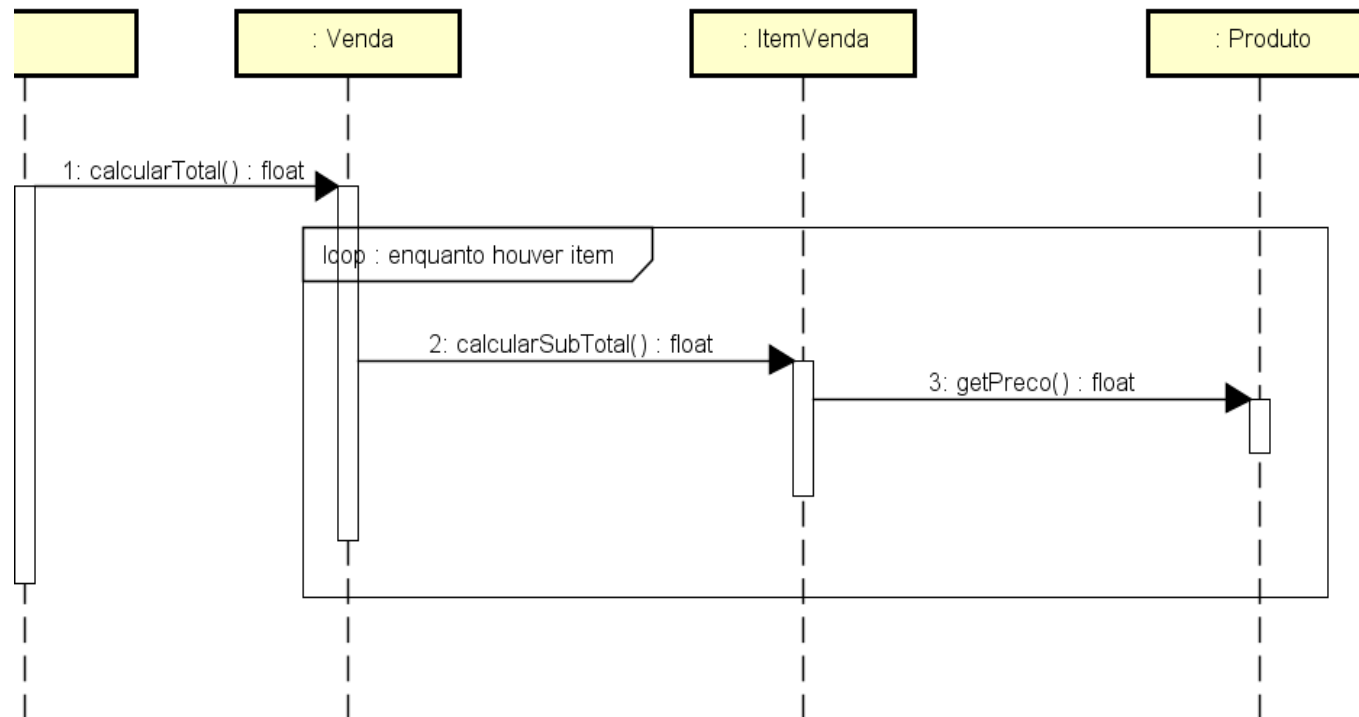 : Venda
: ItemVenda
: Produto
1: calcularTotal() : float
loop : enquanto houver item
2: calcularSubTotal() : float
3: getPreco() : float